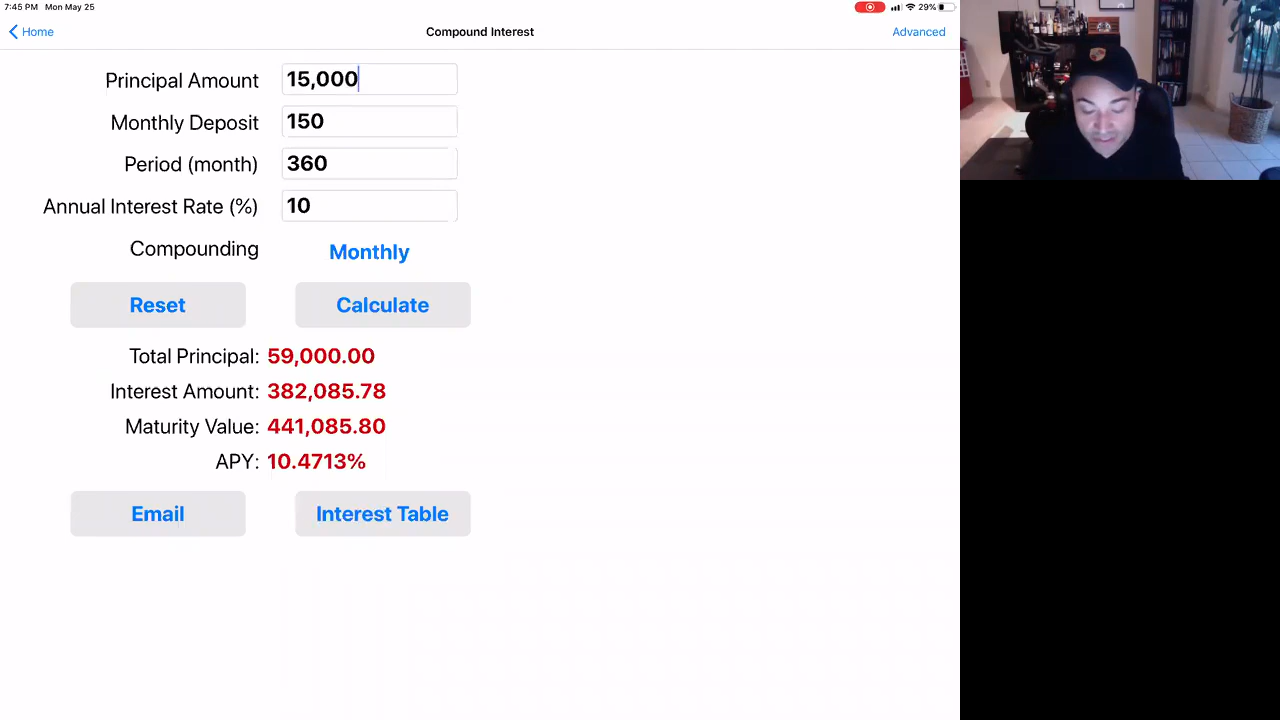 7:45 PM Mon May 25
29%
Home
Compound Interest
Advanced
Principal Amount 15,000
Monthly Deposit 150
Period (month) 360
Annual Interest Rate (%) 10
Compounding Monthly
Reset Calculate
Total Principal: 59,000.00
Interest Amount: 382,085.78
Maturity Value: 441,085.80
APY: 10.4713%
Email Interest Table